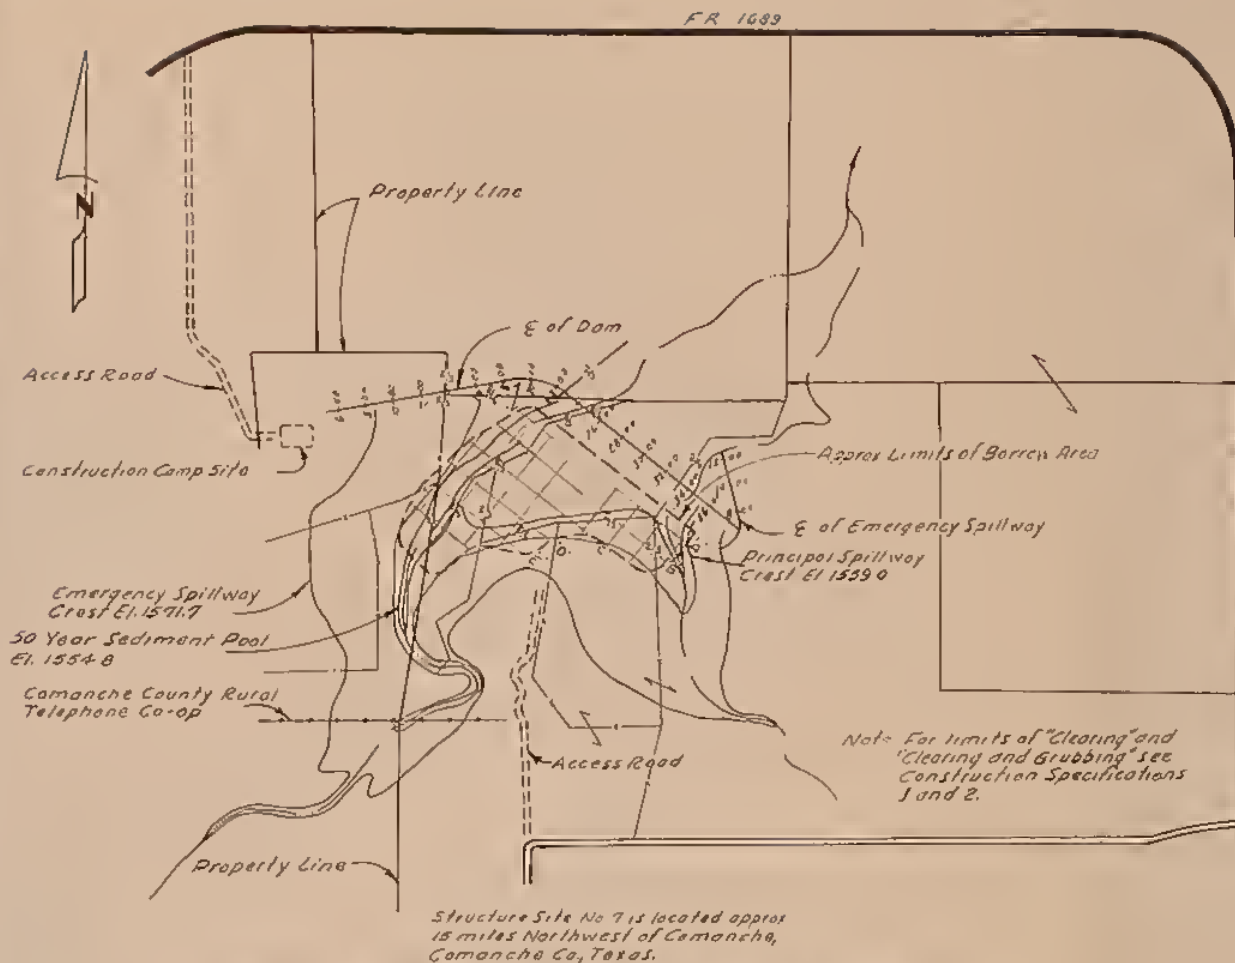 FR 1689
N
Property Line
℄ of Dam
Access Road
Construction Camp Site
Approx Limits of Borrow Area
℄ of Emergency Spillway
Principal Spillway
Crest El 1539.0
Emergency Spillway
Crest El. 1571.7
50 Year Sediment Pool
El. 1554.8
Comanche County Rural
Telephone Co-op
Access Road
Note For limits of "Clearing" and
"Clearing and Grubbing" see
Construction Specifications
1 and 2.
Property Line
Structure Site No 7 is located approx
15 miles Northwest of Comanche,
Comanche Co, Texas.